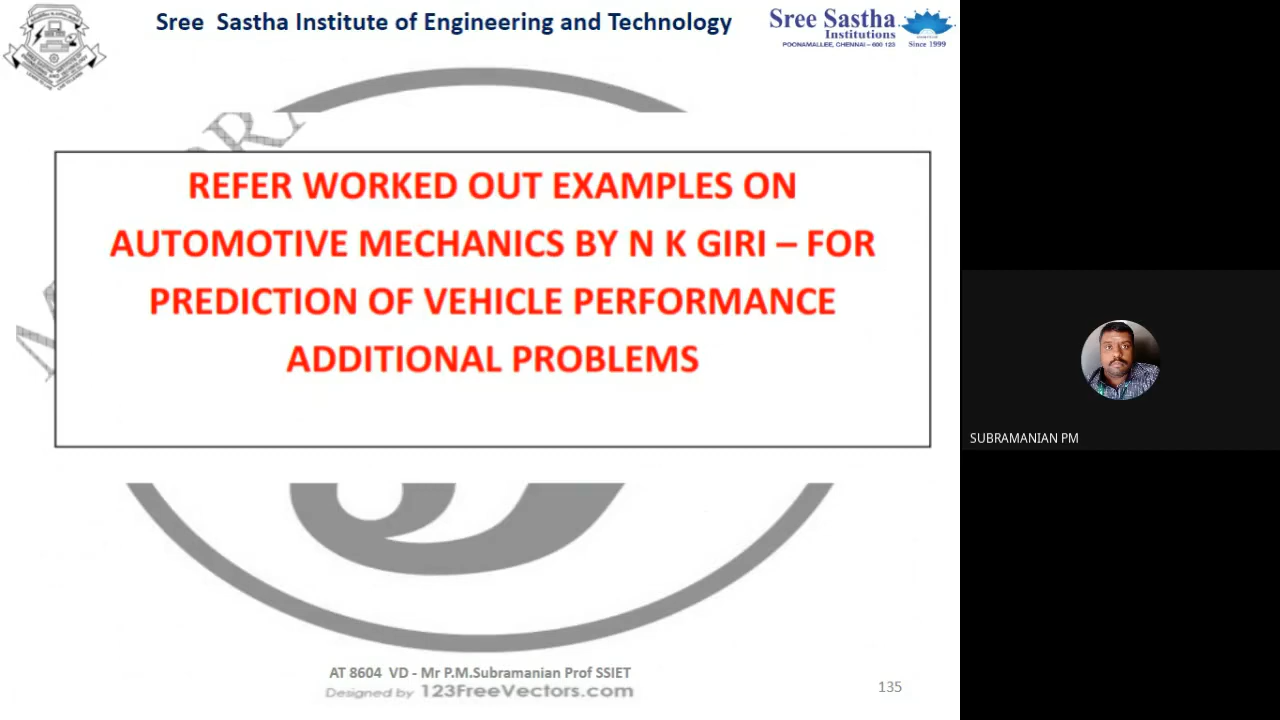 Sree Sastha Institute of Engineering and Technology
Sree Sastha
Institutions
POONAMALLEE, CHENNAI – 600 123
Since 1999
REFER WORKED OUT EXAMPLES ON
AUTOMOTIVE MECHANICS BY N K GIRI – FOR
PREDICTION OF VEHICLE PERFORMANCE
ADDITIONAL PROBLEMS
SUBRAMANIAN PM
AT 8604 VD - Mr P.M.Subramanian Prof SSIET
Designed by 123FreeVectors.com
135